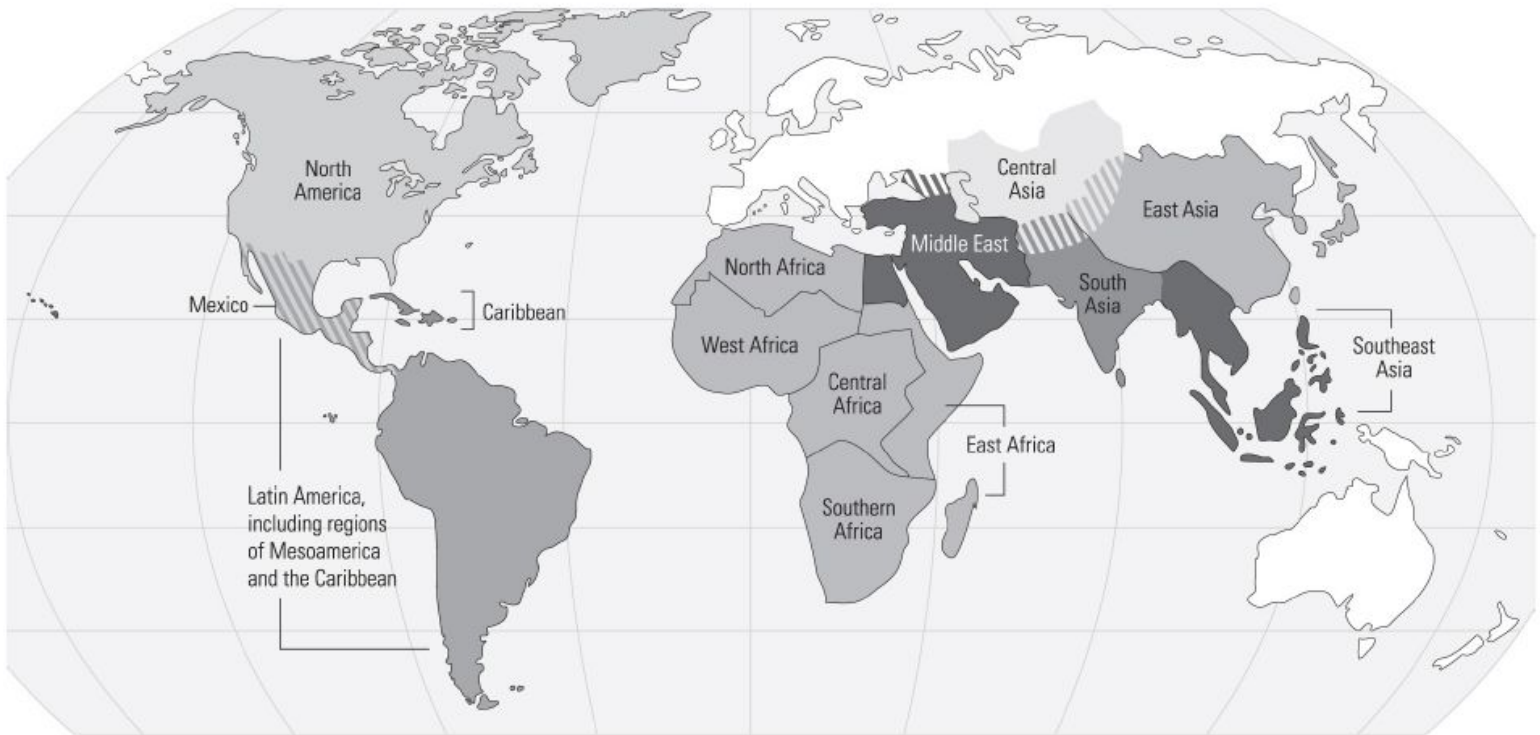 North
America
Central
Asia
East Asia
Middle East
North Africa
South
Asia
Mexico
Caribbean
West Africa
Southeast
Asia
Central
Africa
East Africa
Latin America,
including regions
of Mesoamerica
and the Caribbean
Southern
Africa